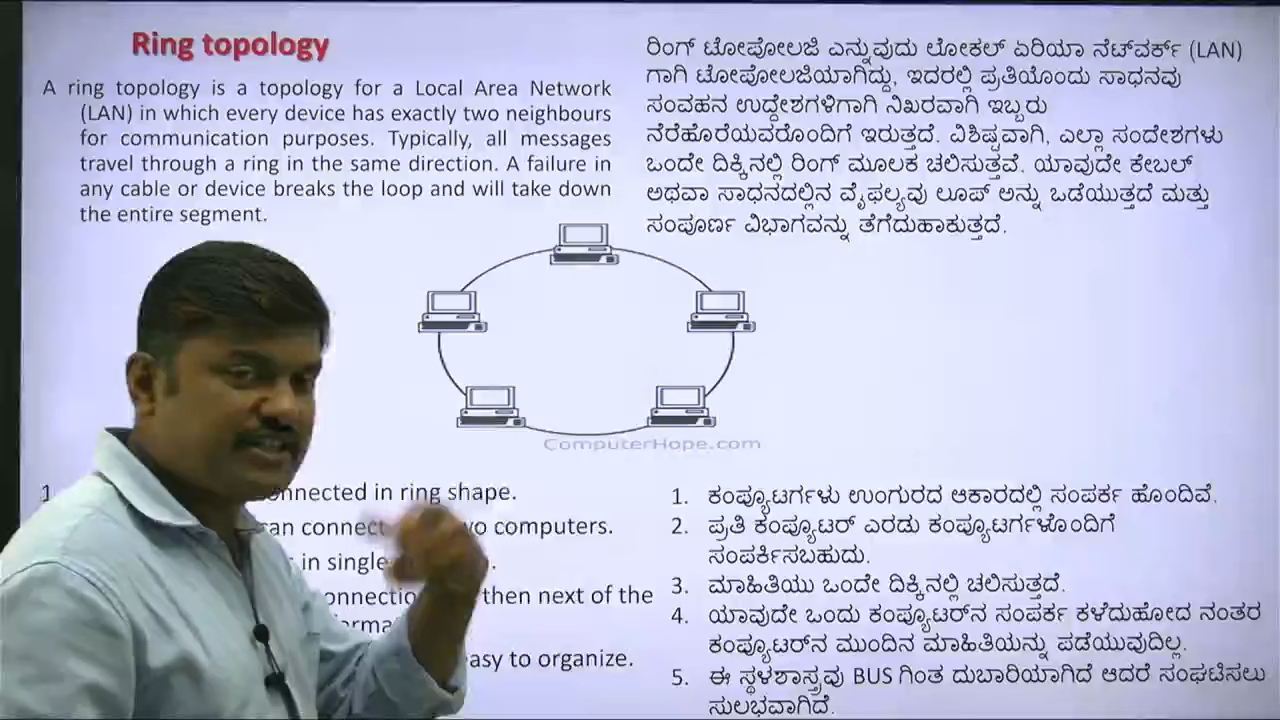 Ring topology
A ring topology is a topology for a Local Area Network
(LAN) in which every device has exactly two neighbours
for communication purposes. Typically, all messages
travel through a ring in the same direction. A failure in
any cable or device breaks the loop and will take down
the entire segment.
ರಿಂಗ್ ಟೋಪೋಲಜಿ ಎನ್ನುವುದು ಲೋಕಲ್ ಏರಿಯಾ ನೆಟ್‌ವರ್ಕ್ (LAN)
ಗಾಗಿ ಟೋಪೋಲಜಿಯಾಗಿದ್ದು, ಇದರಲ್ಲಿ ಪ್ರತಿಯೊಂದು ಸಾಧನವು
ಸಂವಹನ ಉದ್ದೇಶಗಳಿಗಾಗಿ ನಿಖರವಾಗಿ ಇಬ್ಬರು
ನೆರೆಹೊರೆಯವರೊಂದಿಗೆ ಇರುತ್ತದೆ. ವಿಶಿಷ್ಟವಾಗಿ, ಎಲ್ಲಾ ಸಂದೇಶಗಳು
ಒಂದೇ ದಿಕ್ಕಿನಲ್ಲಿ ರಿಂಗ್ ಮೂಲಕ ಚಲಿಸುತ್ತವೆ. ಯಾವುದೇ ಕೇಬಲ್
ಅಥವಾ ಸಾಧನದಲ್ಲಿನ ವೈಫಲ್ಯವು ಲೂಪ್ ಅನ್ನು ಒಡೆಯುತ್ತದೆ ಮತ್ತು
ಸಂಪೂರ್ಣ ವಿಭಾಗವನ್ನು ತೆಗೆದುಹಾಕುತ್ತದೆ.
ComputerHope.com
in ring shape.
connect computers.
in
then next of the
easy to organize.
1. ಕಂಪ್ಯೂಟರ್ಗಳು ಉಂಗುರದ ಆಕಾರದಲ್ಲಿ ಸಂಪರ್ಕ ಹೊಂದಿವೆ.
2. ಪ್ರತಿ ಕಂಪ್ಯೂಟರ್ ಎರಡು ಕಂಪ್ಯೂಟರ್ಗಳೊಂದಿಗೆ
ಸಂಪರ್ಕಿಸಬಹುದು.
3. ಮಾಹಿತಿಯು ಒಂದೇ ದಿಕ್ಕಿನಲ್ಲಿ ಚಲಿಸುತ್ತದೆ.
4. ಯಾವುದೇ ಒಂದು ಕಂಪ್ಯೂಟರ್‌ನ ಸಂಪರ್ಕ ಕಳೆದುಹೋದ ನಂತರ
ಕಂಪ್ಯೂಟರ್‌ನ ಮುಂದಿನ ಮಾಹಿತಿಯನ್ನು ಪಡೆಯುವುದಿಲ್ಲ.
5. ಈ ಸ್ಥಳಶಾಸ್ತ್ರವು BUS ಗಿಂತ ದುಬಾರಿಯಾಗಿದೆ ಆದರೆ ಸಂಘಟಿಸಲು
ಸುಲಭವಾಗಿದೆ.